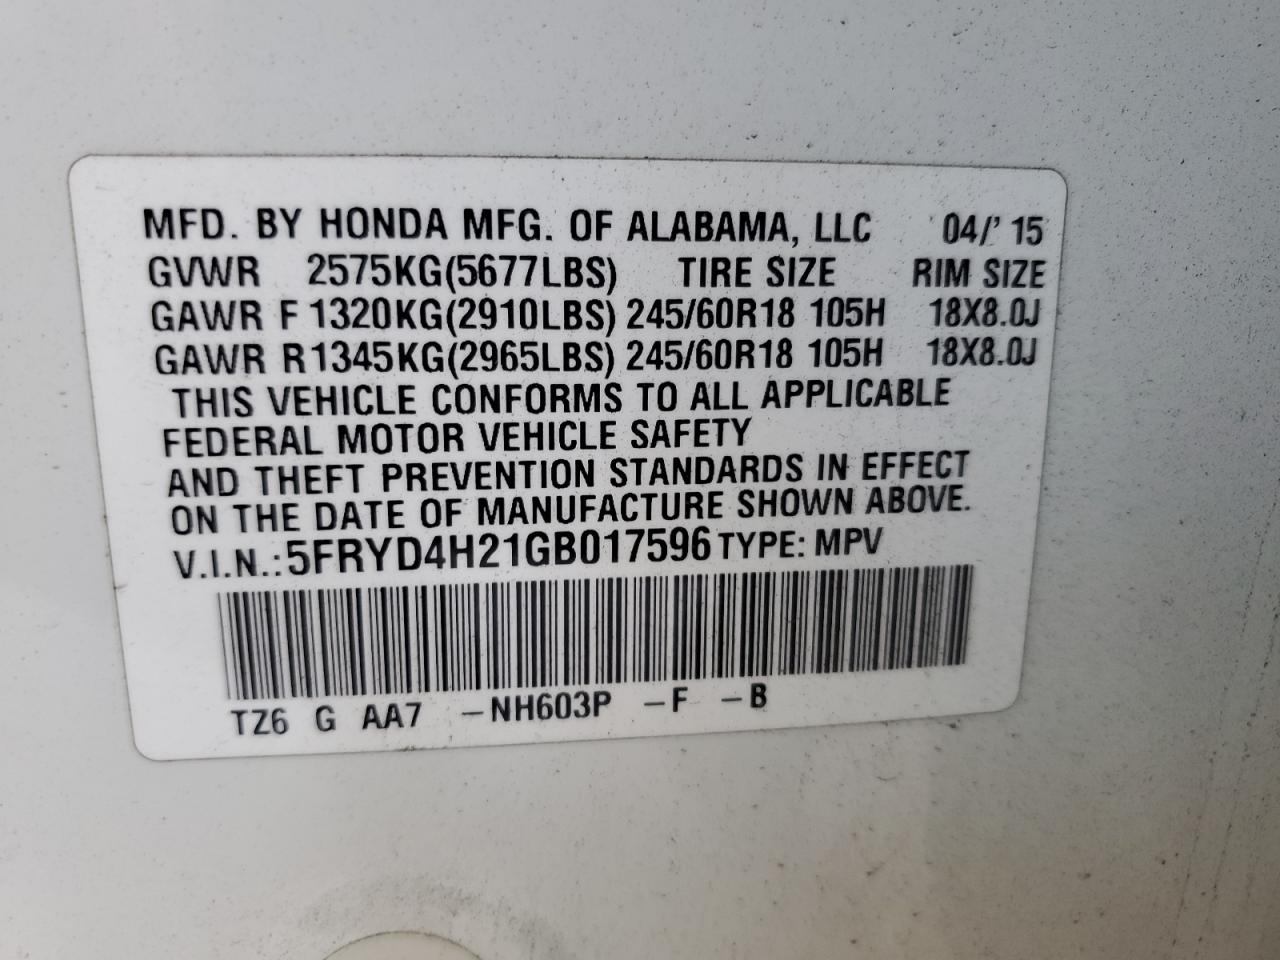 MFD. BY HONDA MFG. OF ALABAMA, LLC 04/' 15
GVWR 2575KG(5677LBS) TIRE SIZE RIM SIZE
GAWR F 1320KG(2910LBS) 245/60R18 105H 18X8.0J
GAWR R 1345KG(2965LBS) 245/60R18 105H 18X8.0J
THIS VEHICLE CONFORMS TO ALL APPLICABLE
FEDERAL MOTOR VEHICLE SAFETY
AND THEFT PREVENTION STANDARDS IN EFFECT
ON THE DATE OF MANUFACTURE SHOWN ABOVE.
V.I.N.: 5FRYD4H21GB017596 TYPE: MPV
TZ6 G AA7 -NH603P -F -B